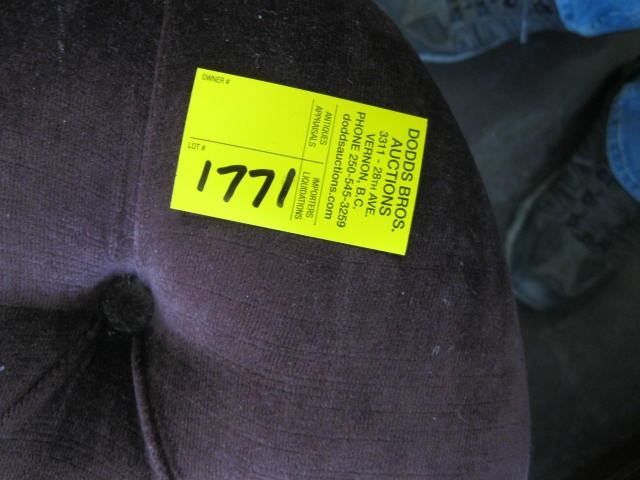 DODDS BROS.
AUCTIONS
3311 - 28TH AVE.
VERNON, B.C.
PHONE 250-545-3259
doddsauctions.com
ANTIQUES
APPRAISALS
IMPORTERS
LIQUIDATIONS
OWNER #
LOT #
1771